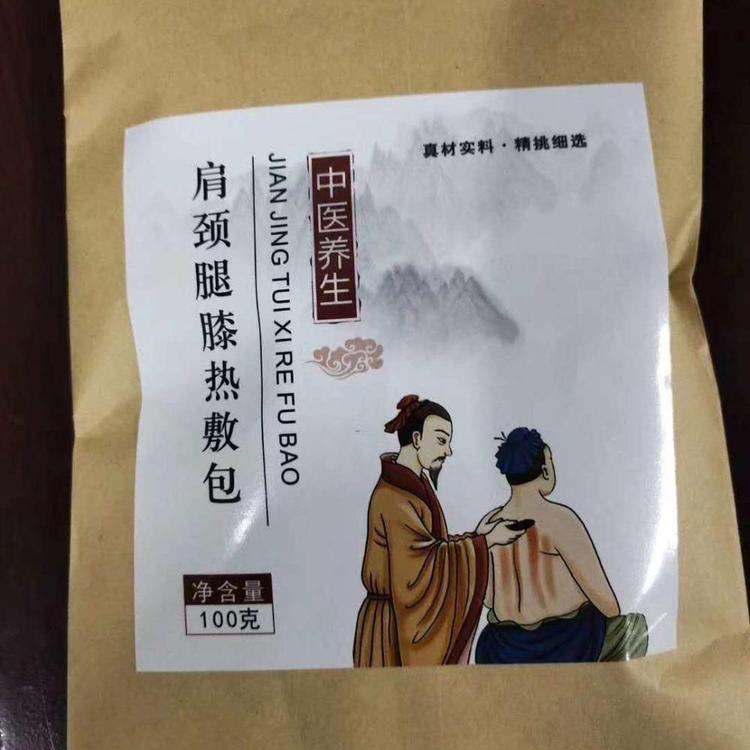 真材实料·精挑细选
中医养生
肩颈腿膝热敷包
JIAN JING TUI XI RE FU BAO
净含量
100克